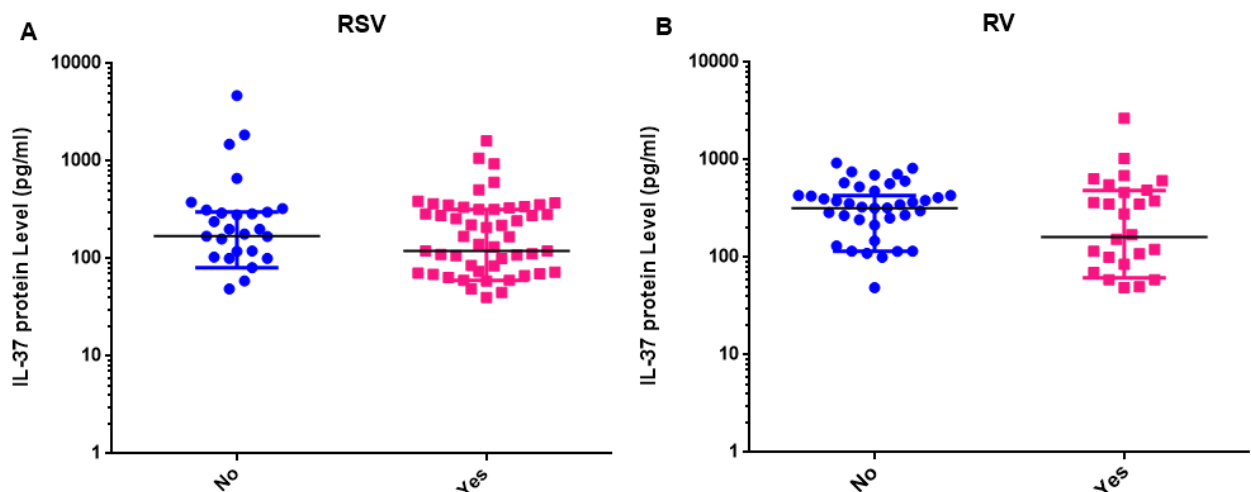 A
RSV
IL-37 protein Level (pg/ml)
10000
1000
100
10
1
No
Yes
B
RV
IL-37 protein Level (pg/ml)
10000
1000
100
10
1
No
Yes